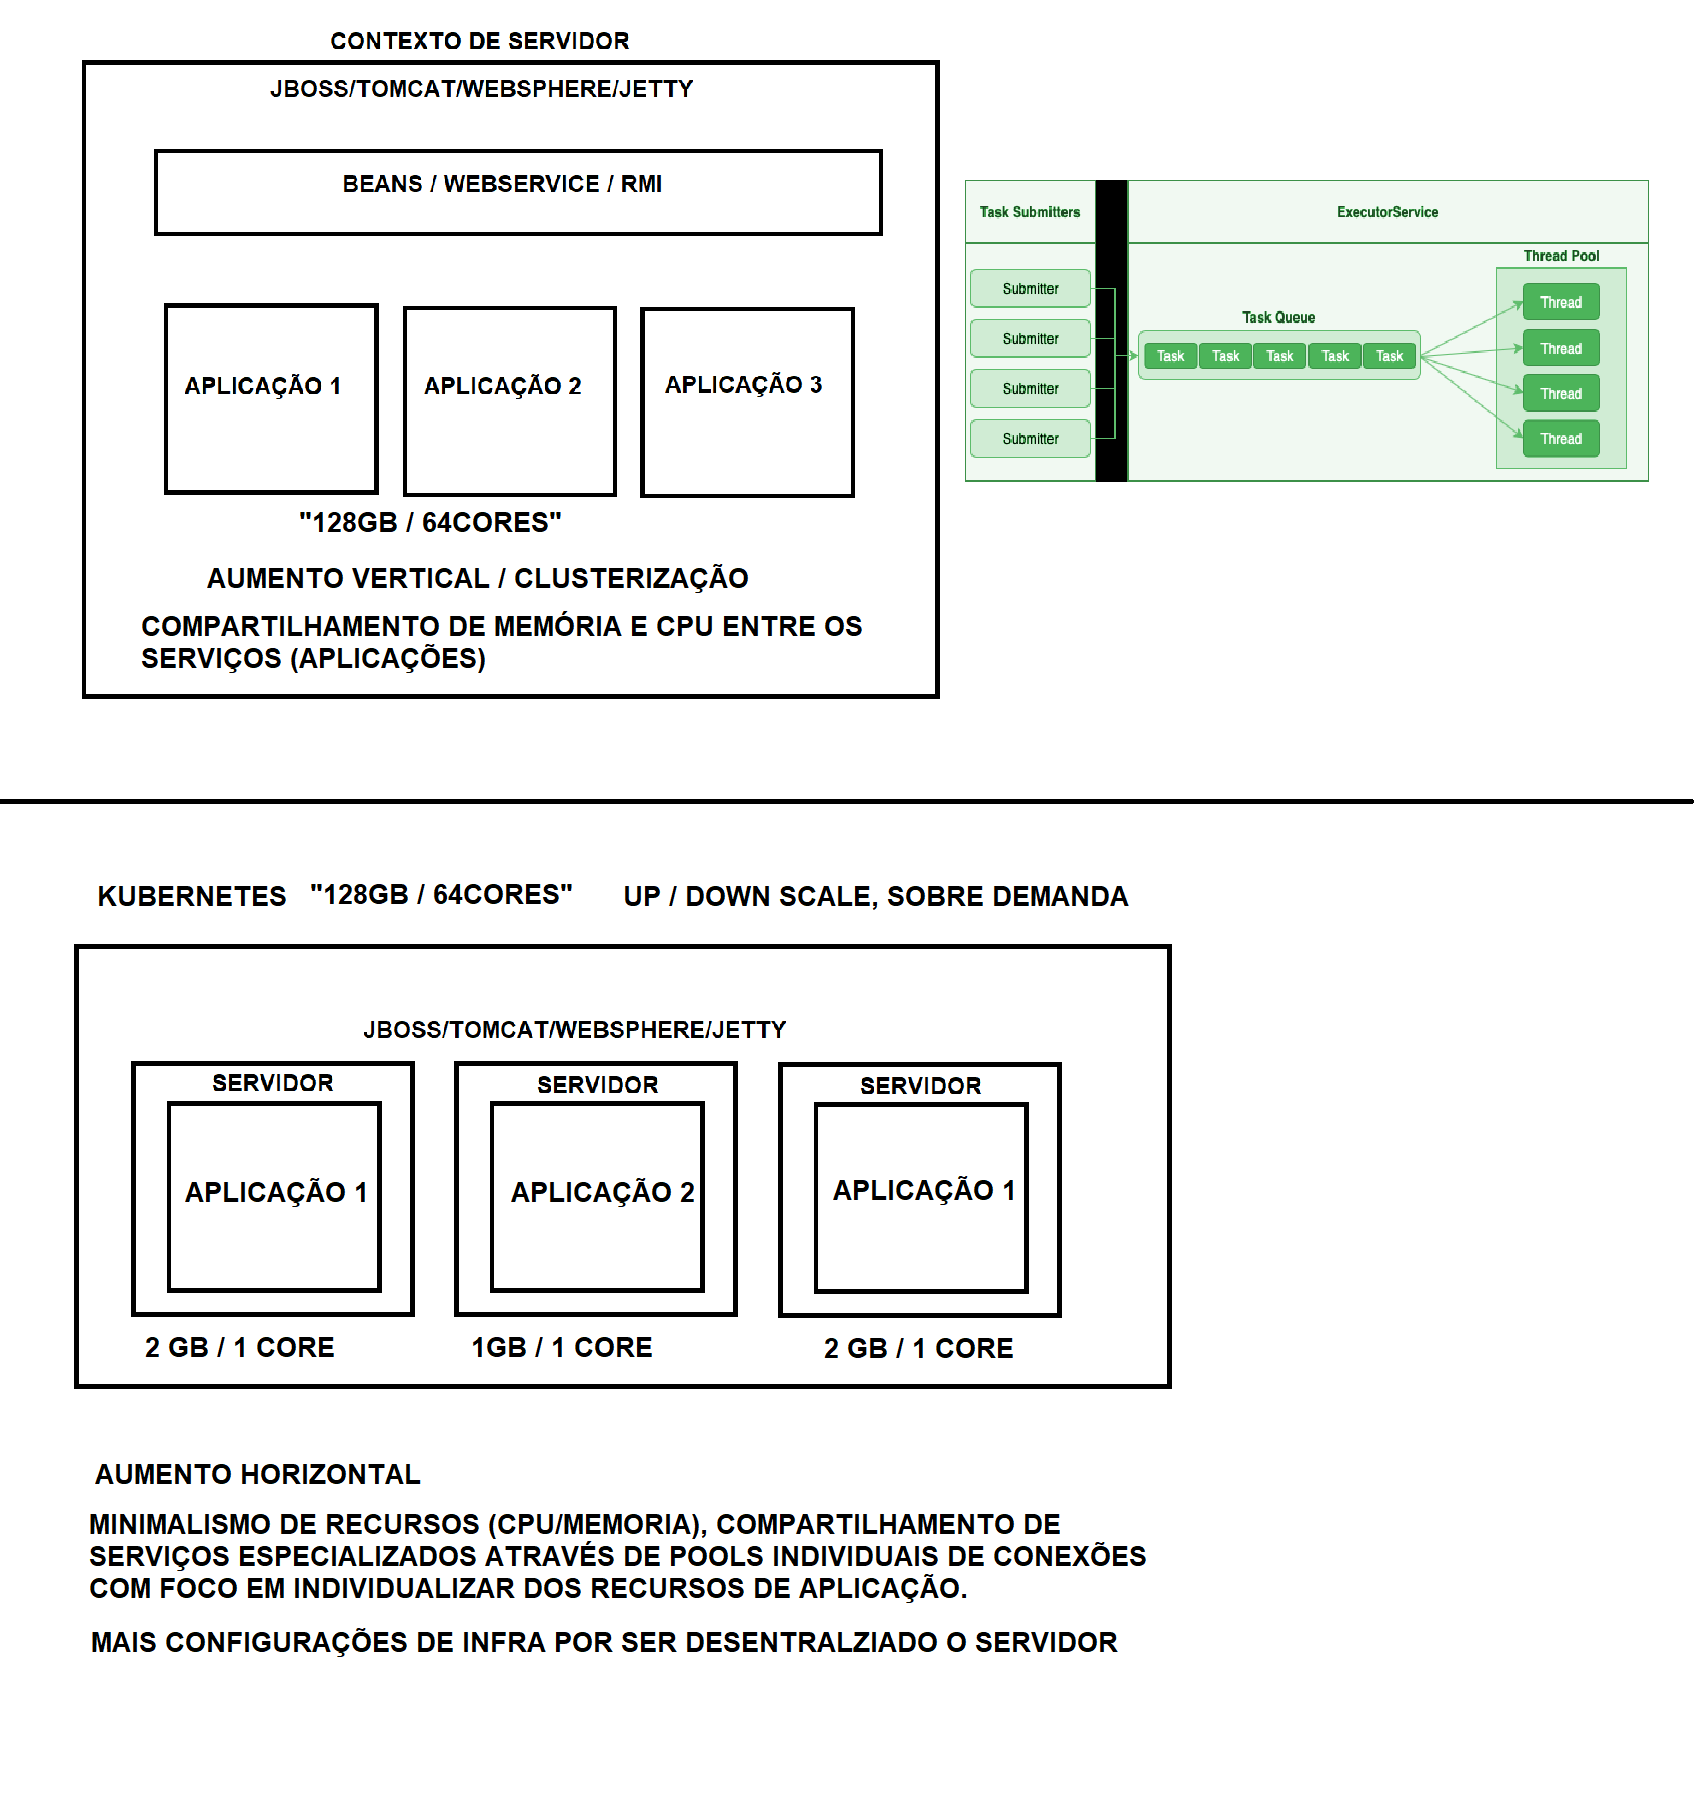 CONTEXTO DE SERVIDOR
JBOSS/TOMCAT/WEBSPHERE/JETTY
BEANS / WEBSERVICE / RMI
APLICAÇÃO 1
APLICAÇÃO 2
APLICAÇÃO 3
"128GB / 64CORES"
AUMENTO VERTICAL / CLUSTERIZAÇÃO
COMPARTILHAMENTO DE MEMÓRIA E CPU ENTRE OS
SERVIÇOS (APLICAÇÕES)
Task Submitters
ExecutorService
Submitter
Submitter
Submitter
Submitter
Task Queue
Task Task Task Task Task
Thread Pool
Thread
Thread
Thread
Thread
KUBERNETES "128GB / 64CORES" UP / DOWN SCALE, SOBRE DEMANDA
JBOSS/TOMCAT/WEBSPHERE/JETTY
SERVIDOR
APLICAÇÃO 1
2 GB / 1 CORE
SERVIDOR
APLICAÇÃO 2
1GB / 1 CORE
SERVIDOR
APLICAÇÃO 1
2 GB / 1 CORE
AUMENTO HORIZONTAL
MINIMALISMO DE RECURSOS (CPU/MEMORIA), COMPARTILHAMENTO DE
SERVIÇOS ESPECIALIZADOS ATRAVÉS DE POOLS INDIVIDUAIS DE CONEXÕES
COM FOCO EM INDIVIDUALIZAR DOS RECURSOS DE APLICAÇÃO.
MAIS CONFIGURAÇÕES DE INFRA POR SER DESENTRALZIADO O SERVIDOR